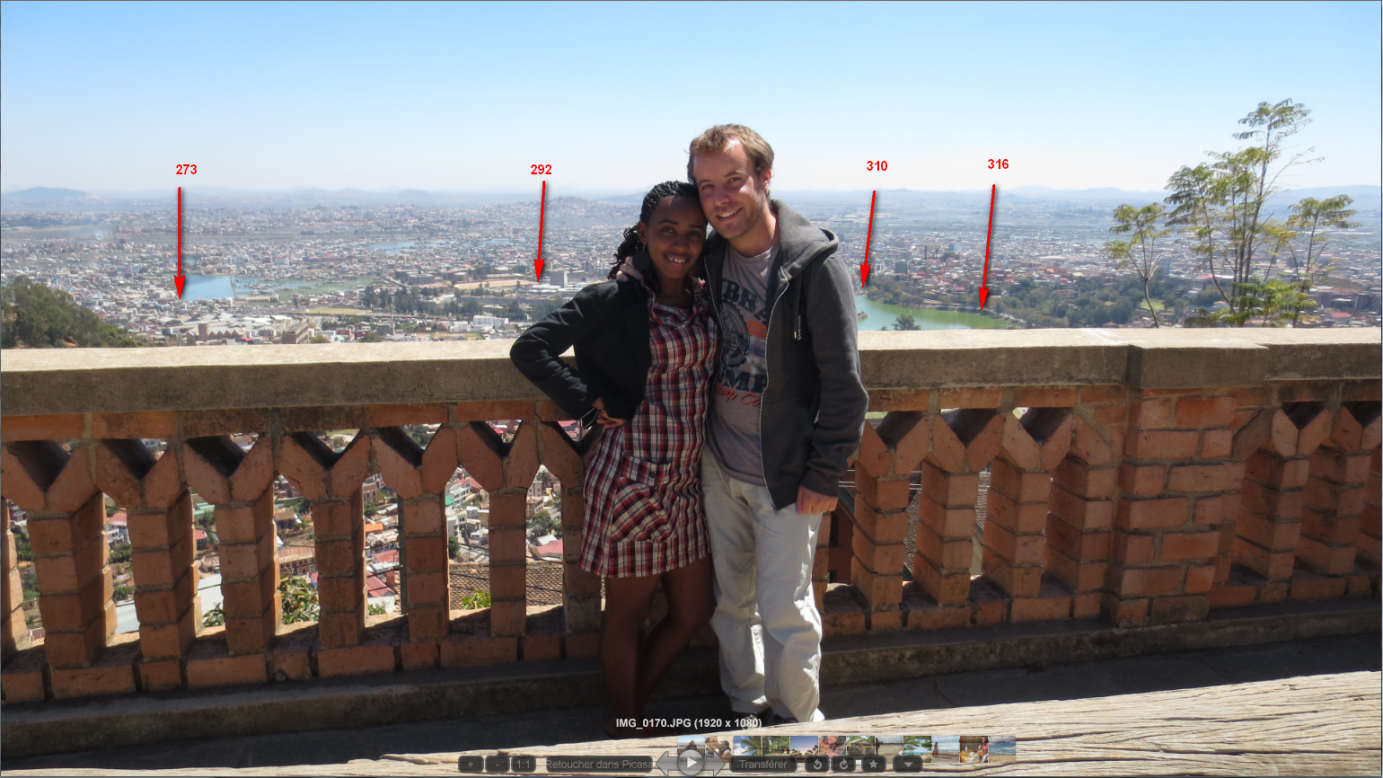 273
292
310
316
IMG_0170.JPG (1920 x 1080)
+
-
1:1
Retoucher dans Picasa
Transférer